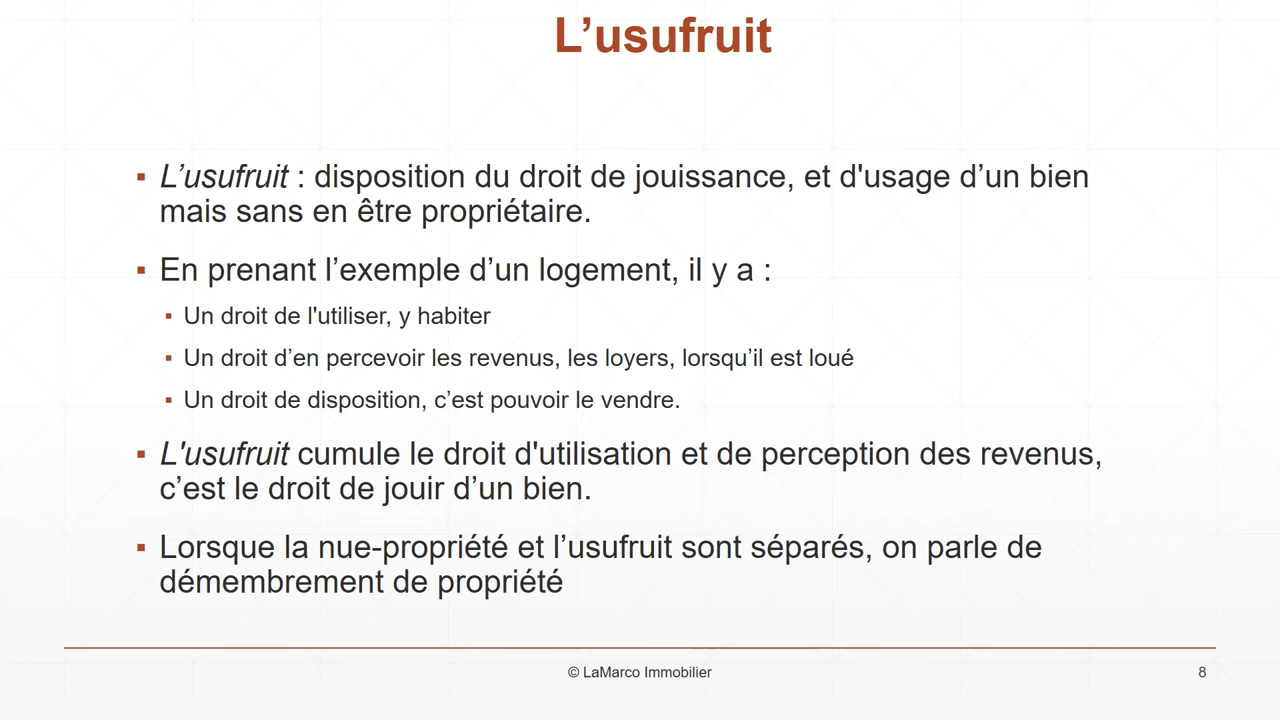 L’usufruit
▪ L’usufruit : disposition du droit de jouissance, et d'usage d’un bien
mais sans en être propriétaire.
▪ En prenant l’exemple d’un logement, il y a :
▪ Un droit de l'utiliser, y habiter
▪ Un droit d’en percevoir les revenus, les loyers, lorsqu’il est loué
▪ Un droit de disposition, c’est pouvoir le vendre.
▪ L'usufruit cumule le droit d'utilisation et de perception des revenus,
c’est le droit de jouir d’un bien.
▪ Lorsque la nue-propriété et l’usufruit sont séparés, on parle de
démembrement de propriété
© LaMarco Immobilier
8